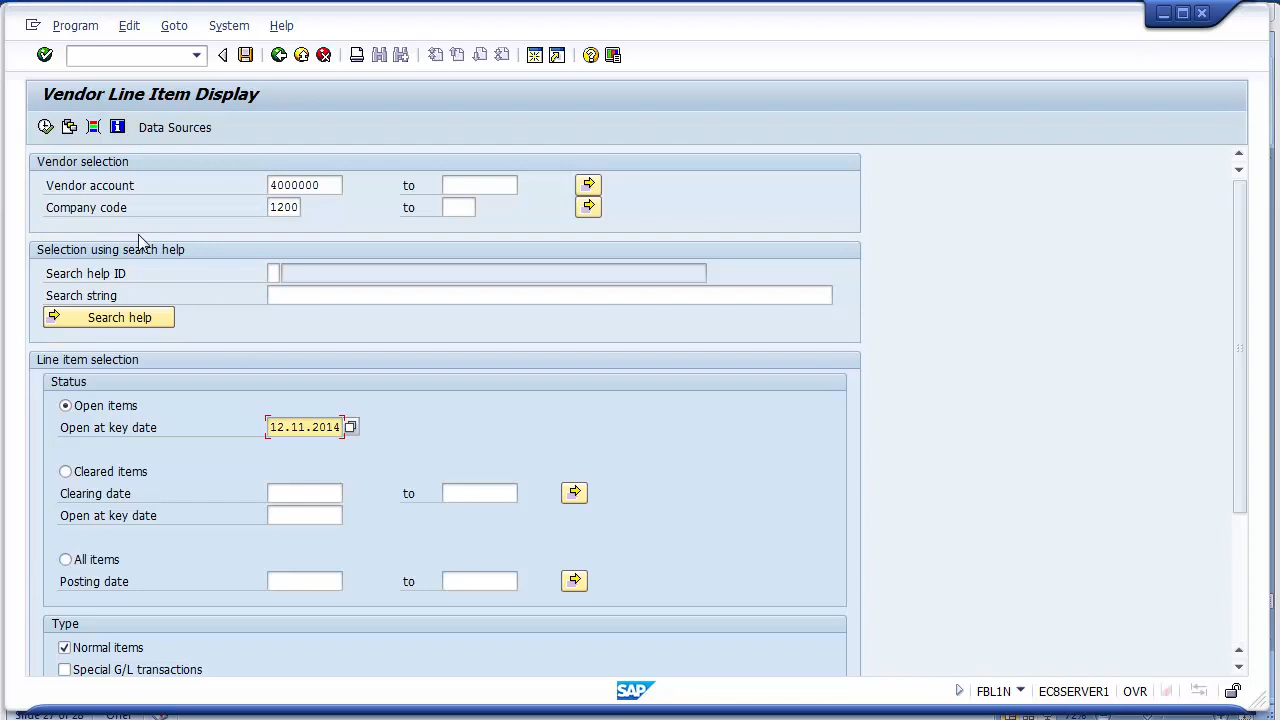 Program Edit Goto System Help
Vendor Line Item Display
Data Sources
Vendor selection
Vendor account 4000000 to
Company code 1200 to
Selection using search help
Search help ID
Search string
Search help
Line item selection
Status
Open items
Open at key date 12.11.2014
Cleared items
Clearing date to
Open at key date
All items
Posting date to
Type
Normal items
Special G/L transactions
SAP FBL1N OVR